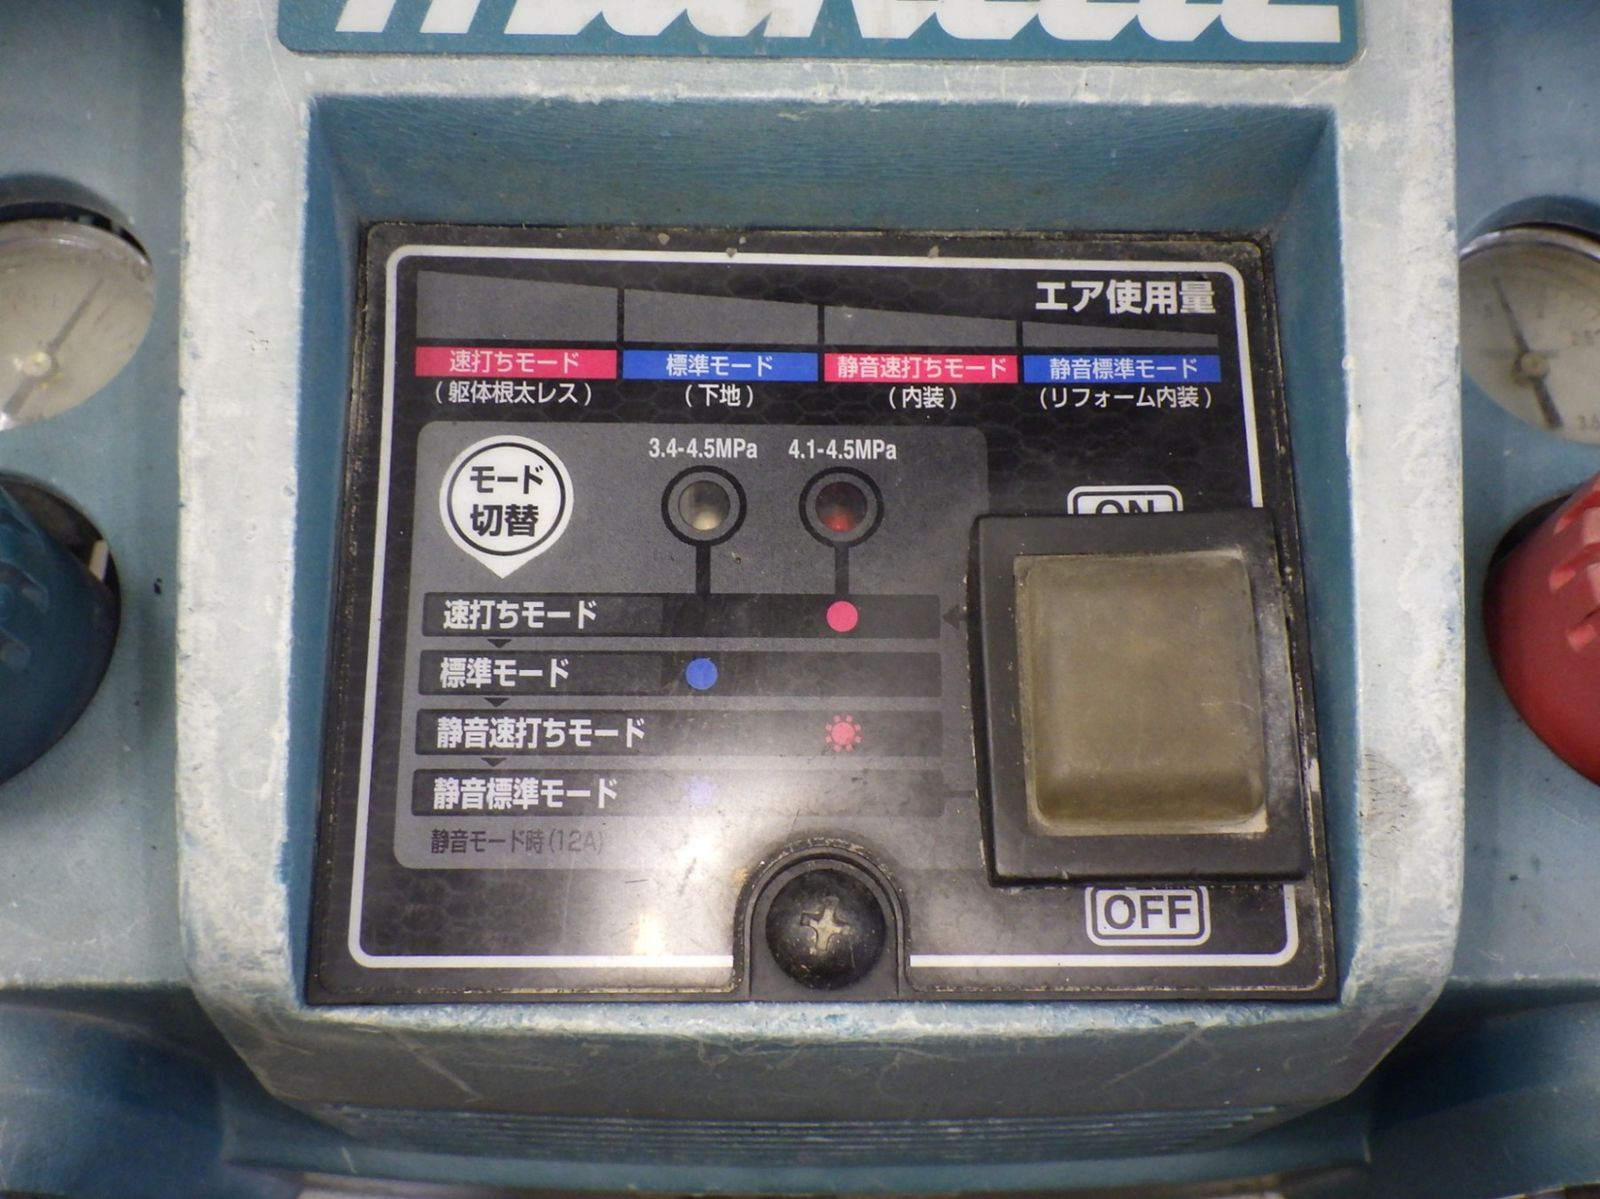 エア使用量
速打ちモード
標準モード
静音速打ちモード
静音標準モード
(躯体根太レス)
(下地)
(内装)
(リフォーム内装)
3.4-4.5MPa
4.1-4.5MPa
モード
切替
ON
速打ちモード
標準モード
静音速打ちモード
静音標準モード
静音モード時(12A)
OFF